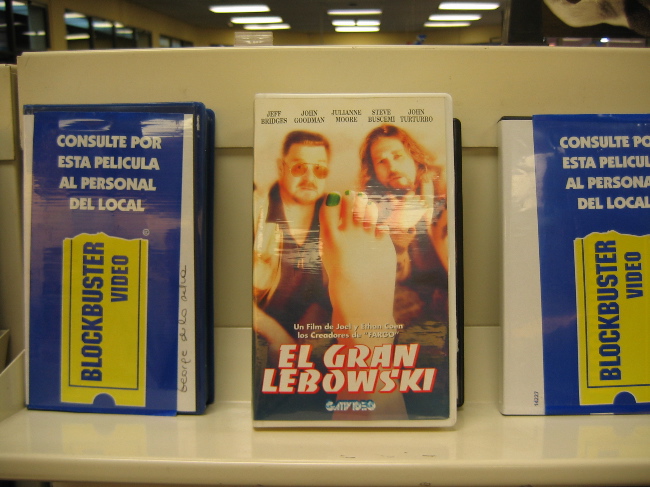 CONSULTE POR
ESTA PELICULA
AL PERSONAL
DEL LOCAL
BLOCKBUSTER
VIDEO
®
JEFF BRIDGES
JOHN GOODMAN
JULIANNE MOORE
STEVE BUSCEMI
JOHN TURTURRO
Un Film de Joel y Ethan Coen
los Creadores de "FARGO"
EL GRAN
LEBOWSKI
GATIVIDEO
CONSULTE PO
ESTA PELICUL
AL PERSONA
DEL LOCAL
BLOCKBUSTER
VIDEO